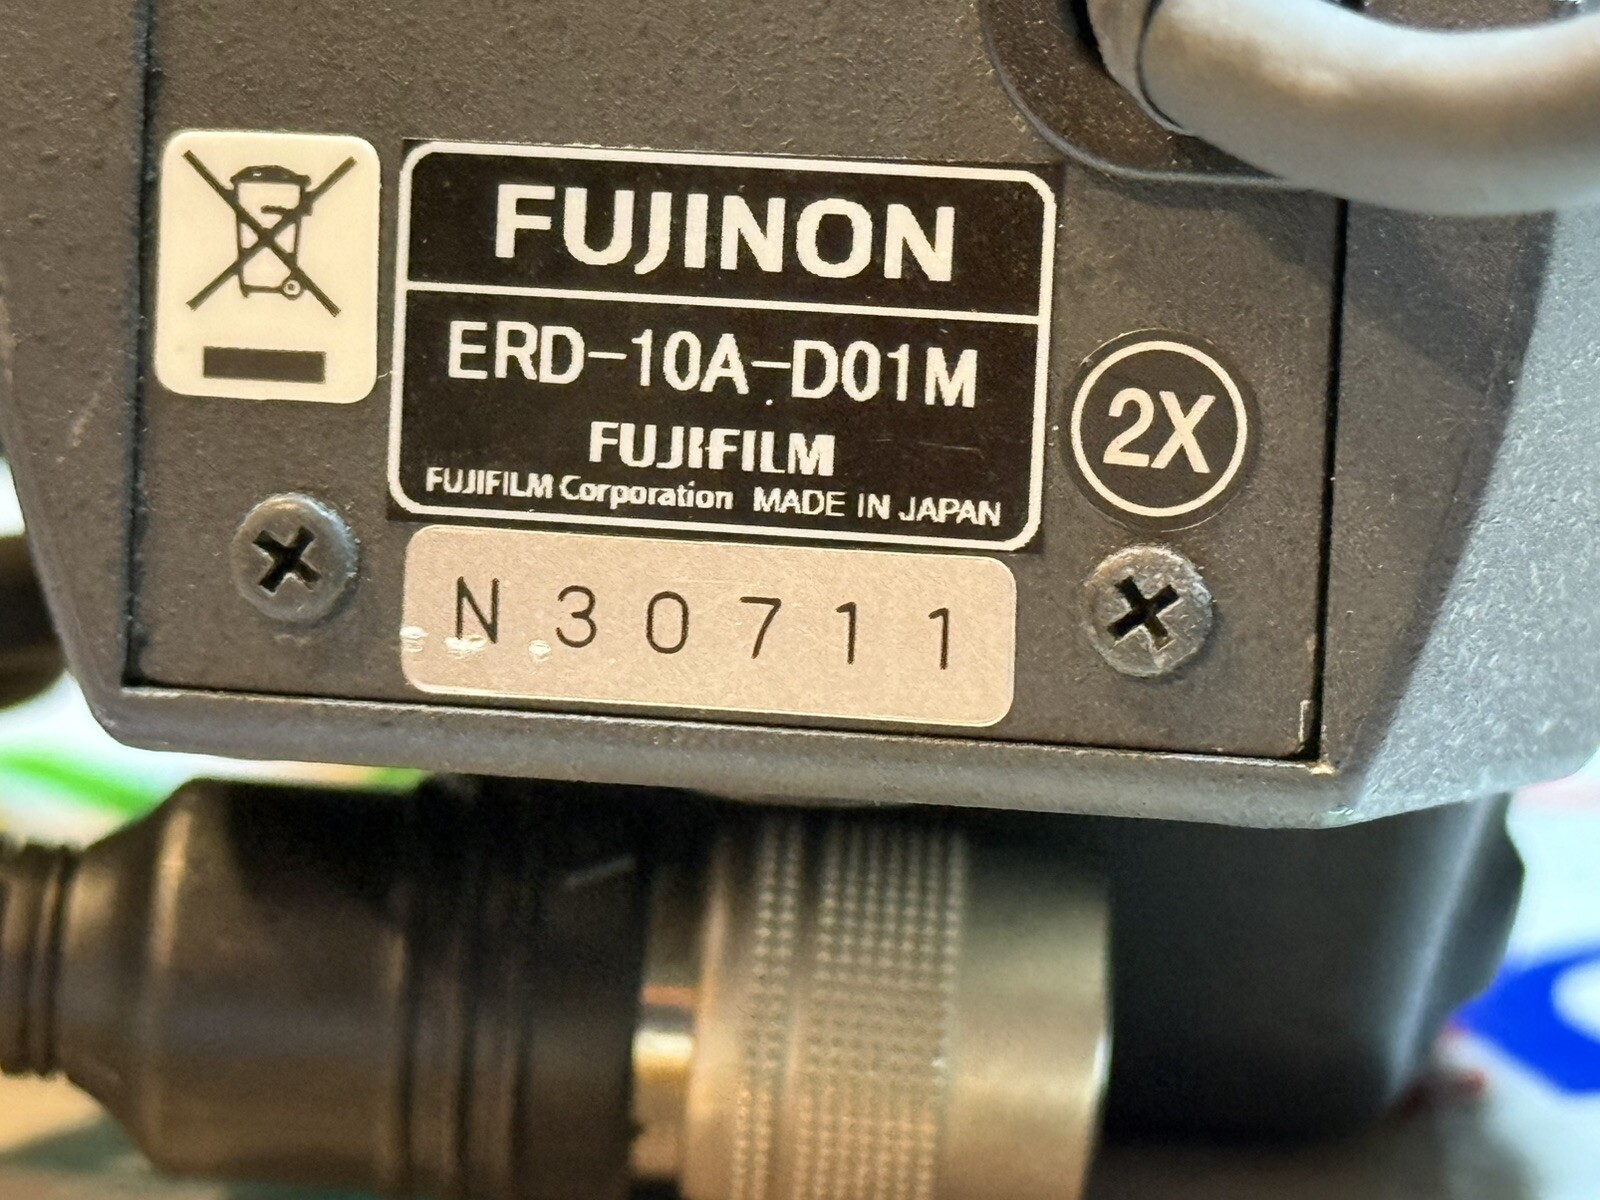 FUJINON
ERD-10A-D01M
FUJIFILM
FUJIFILM Corporation MADE IN JAPAN
2X
N30711